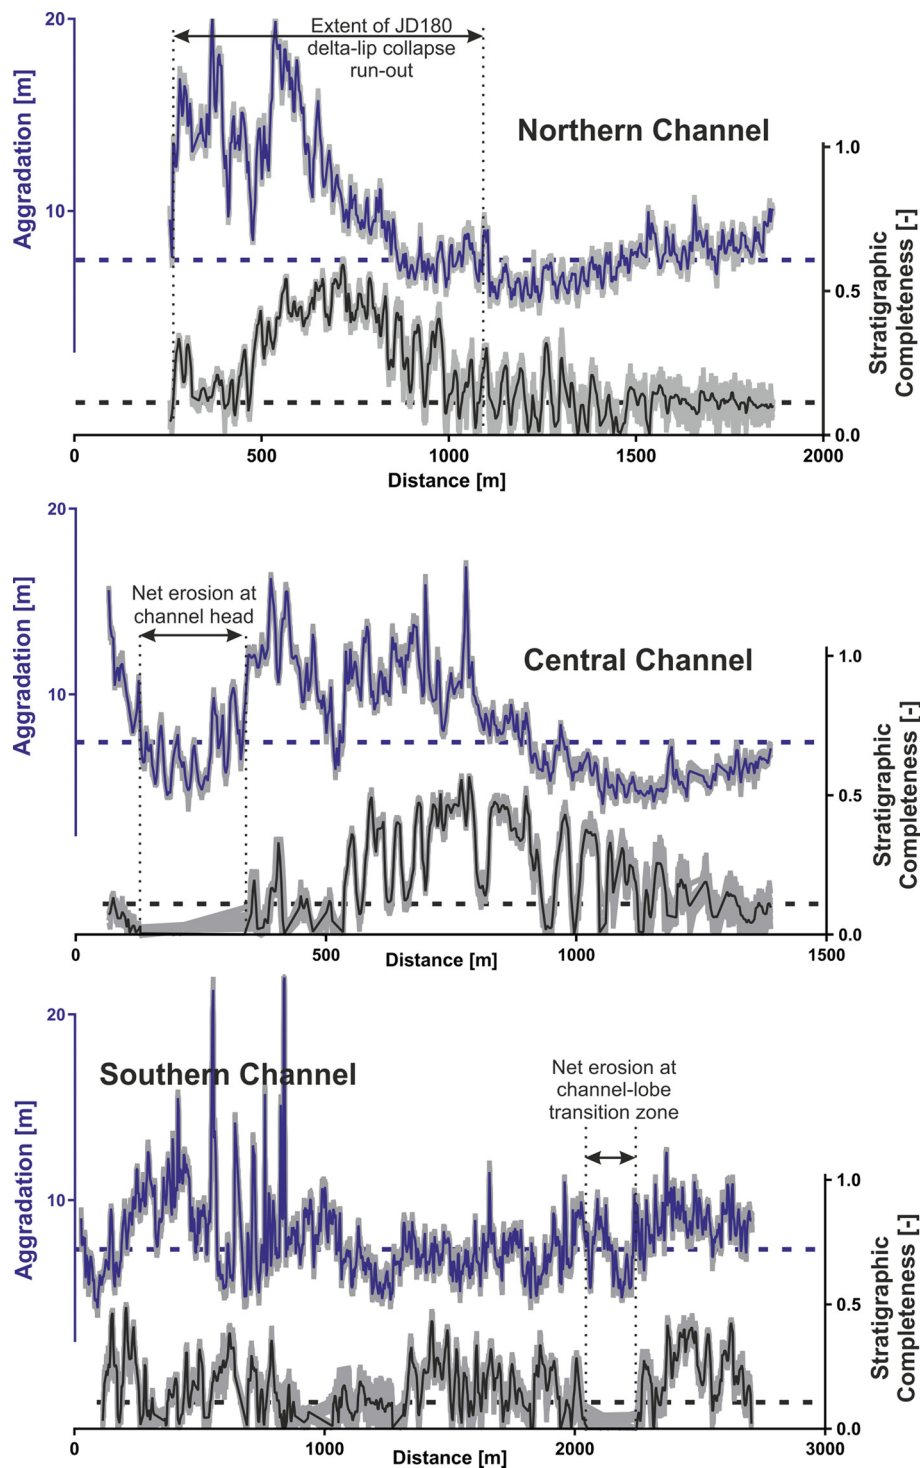 20
Extent of JD180
delta-lip collapse
run-out
Aggradation [m]
Northern Channel
1.0
10
Stratigraphic
Completeness [-]
0.5
0.0
0
500
1000
1500
2000
Distance [m]
20
Net erosion at
channel head
Aggradation [m]
Central Channel
1.0
10
Stratigraphic
Completeness [-]
0.5
0.0
0
500
1000
1500
Distance [m]
20
Southern Channel
Net erosion at
channel-lobe
transition zone
Aggradation [m]
10
1.0
Stratigraphic
Completeness [-]
0.5
0.0
0
1000
2000
3000
Distance [m]